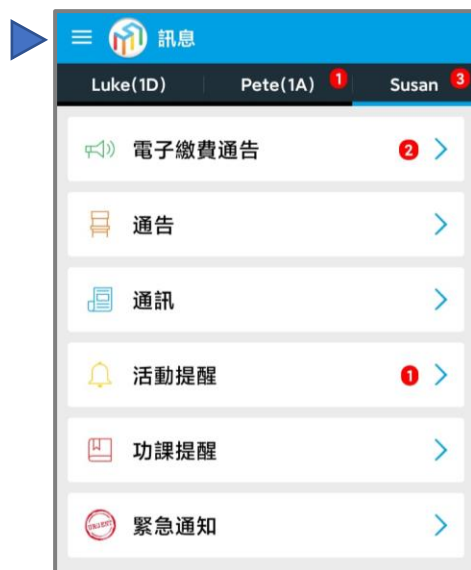 訊息
Luke(1D) Pete(1A) 1 Susan 3
電子繳費通告 2
通告
通訊
活動提醒 1
功課提醒
URGENT 緊急通知